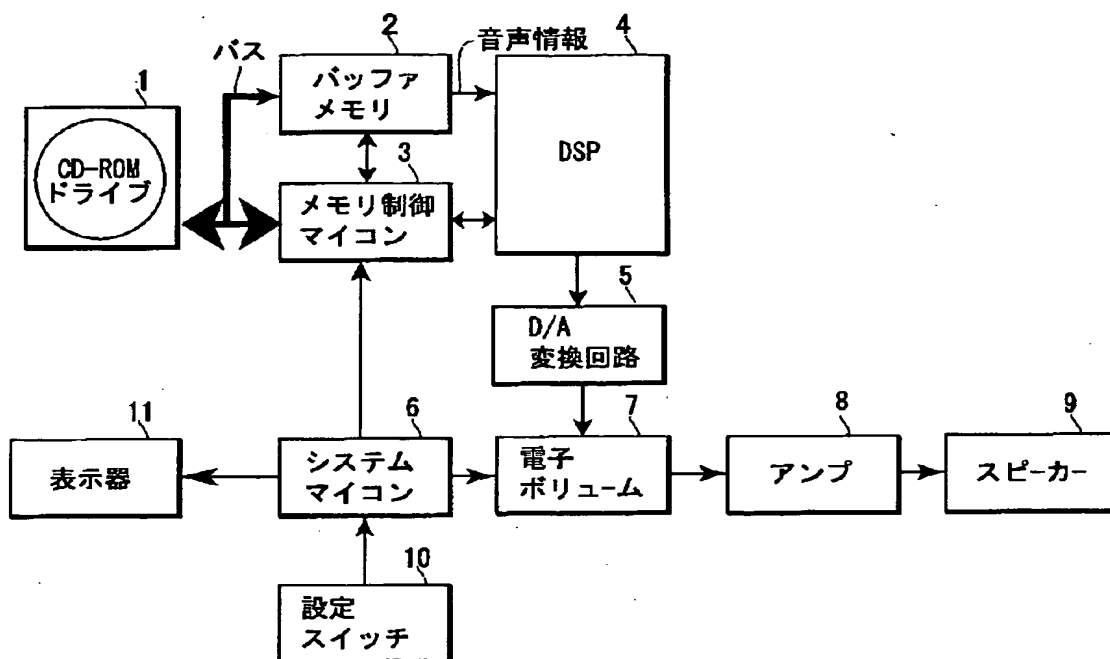 バス
1
CD-ROM
ドライブ
2
バッファ
メモリ
音声情報
4
DSP
3
メモリ制御
マイコン
5
D/A
変換回路
11
表示器
6
システム
マイコン
7
電子
ボリューム
8
アンプ
9
スピーカー
10
設定
スイッチ